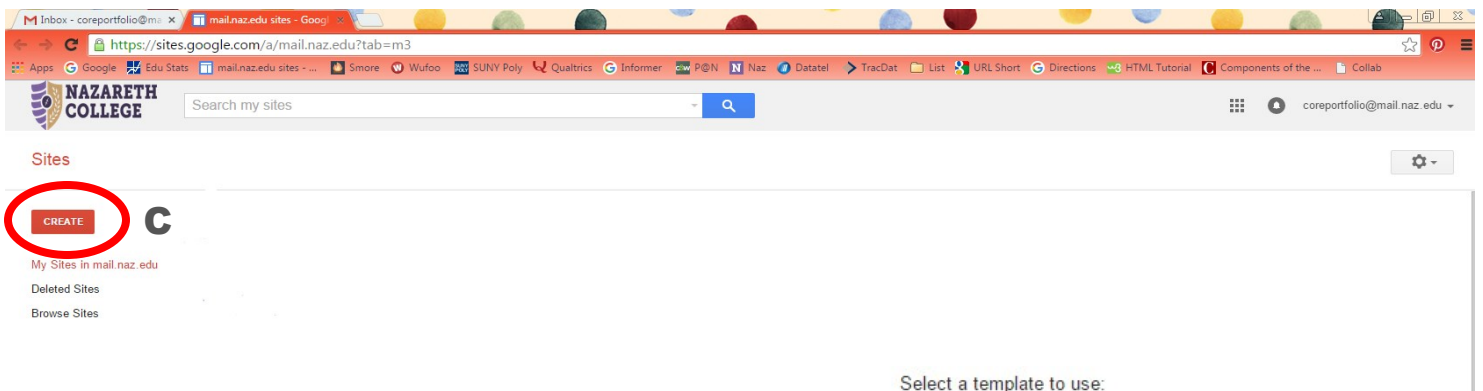 Inbox - coreportfolio@ma
mail.naz.edu sites - Googl
https://sites.google.com/a/mail.naz.edu?tab=m3
Apps Google Edu Stats mail.naz.edu sites - ... Smore Wufoo SUNY Poly Qualtrics Informer P@N Naz Datatel TracDat List URL Short Directions HTML Tutorial Components of the ... Collab
NAZARETH
COLLEGE
Search my sites
coreportfolio@mail.naz.edu
Sites
CREATE
C
My Sites in mail.naz.edu
Deleted Sites
Browse Sites
Select a template to use: